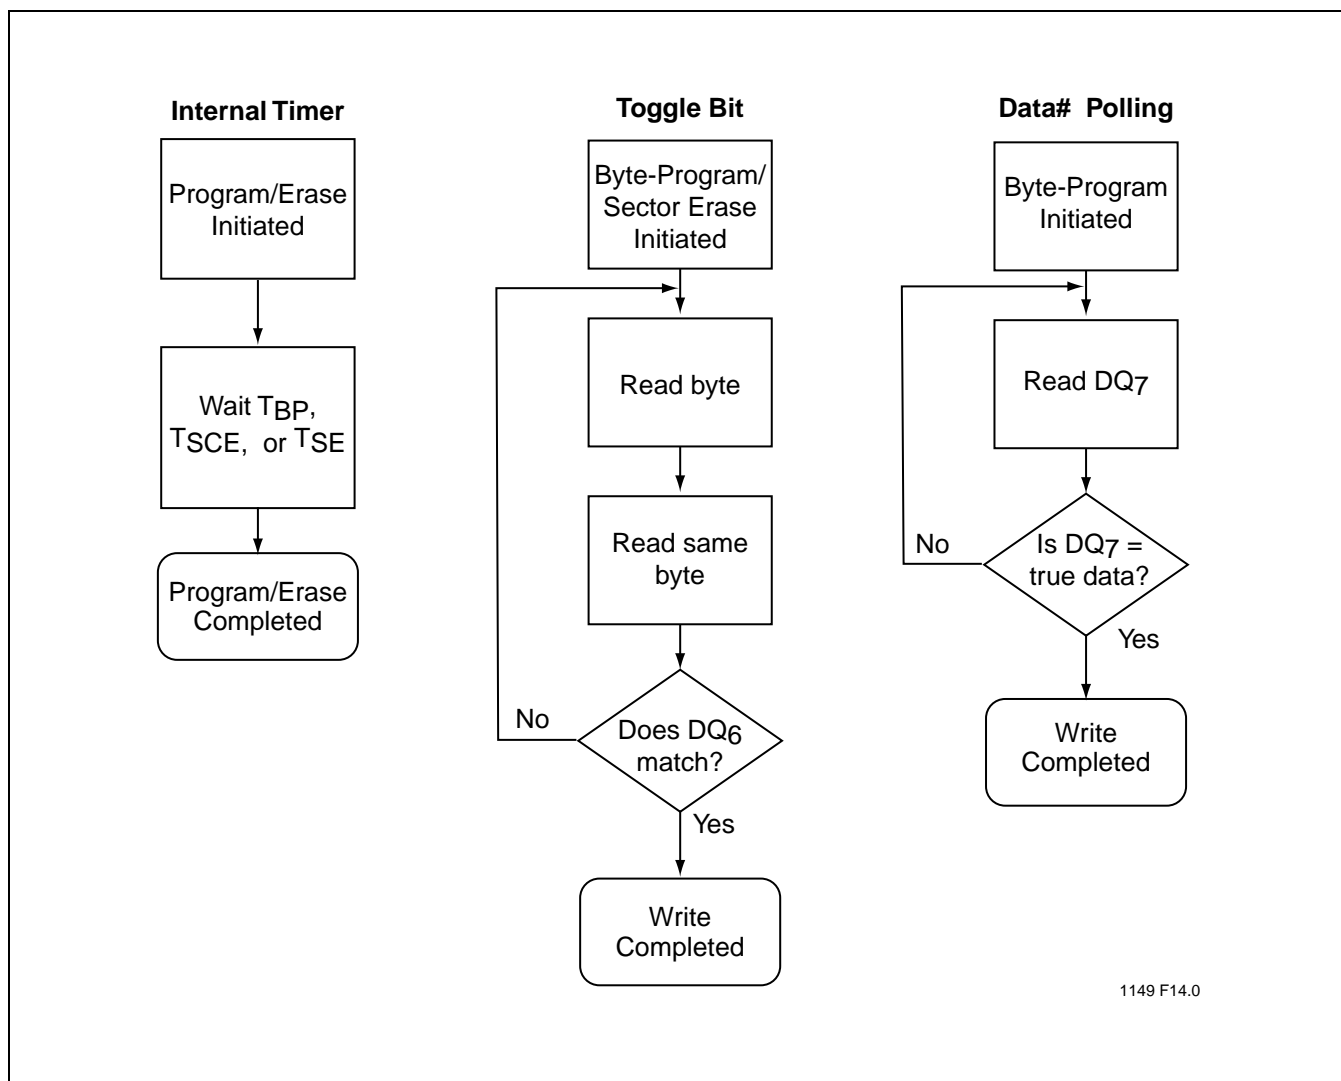 Internal Timer
Program/Erase
Initiated
Wait TBP,
TSCE, or TSE
Program/Erase
Completed
Toggle Bit
Byte-Program/
Sector Erase
Initiated
Read byte
Read same
byte
No
Does DQ6
match?
Yes
Write
Completed
Data# Polling
Byte-Program
Initiated
Read DQ7
No
Is DQ7 =
true data?
Yes
Write
Completed
1149 F14.0